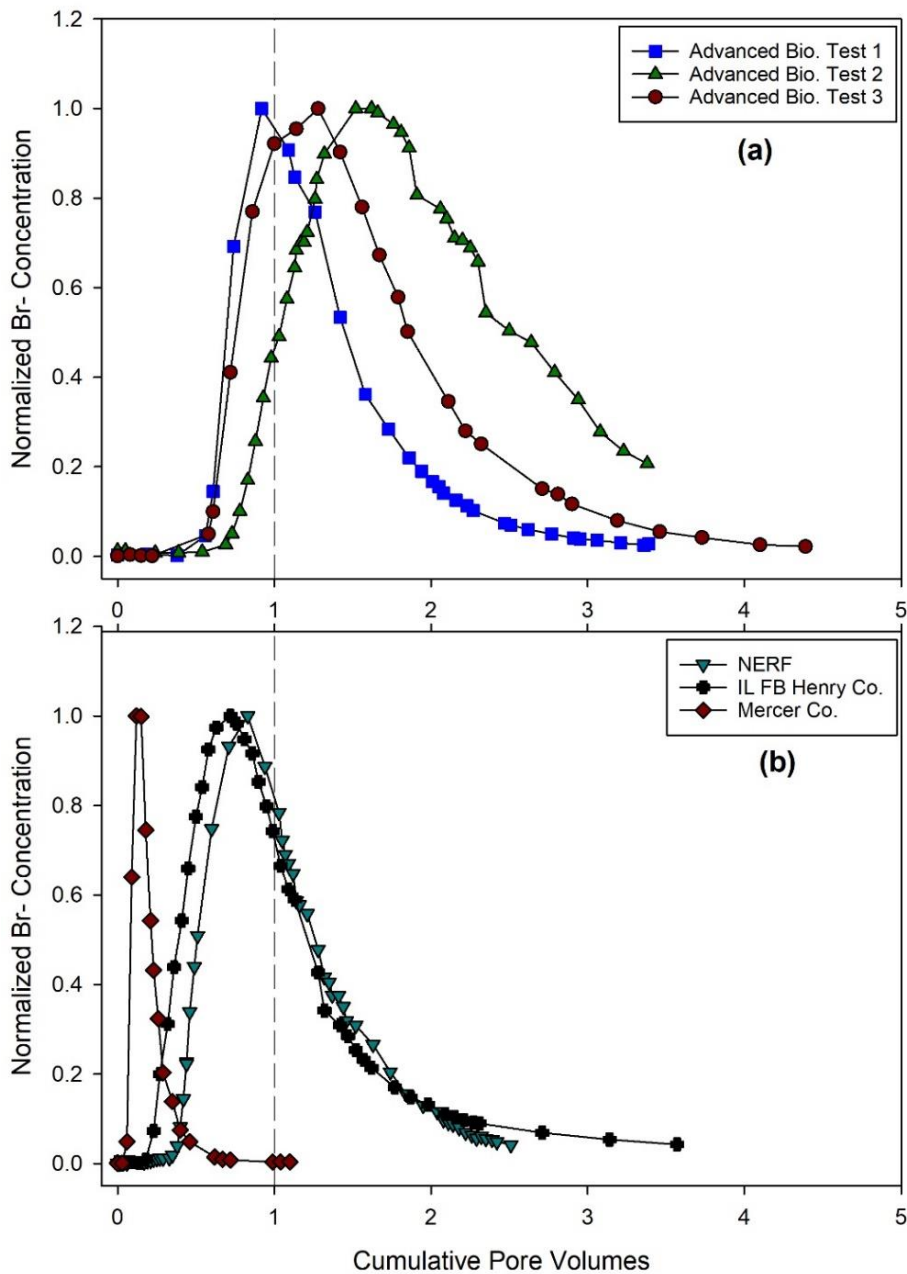 1.2
1.0
0.8
0.6
0.4
0.2
0.0
Normalized Br- Concentration
Advanced Bio. Test 1
Advanced Bio. Test 2
Advanced Bio. Test 3
(a)
0 1 2 3 4 5
1.2
1.0
0.8
0.6
0.4
0.2
0.0
Normalized Br- Concentration
NERF
IL FB Henry Co.
Mercer Co.
(b)
0 1 2 3 4 5
Cumulative Pore Volumes